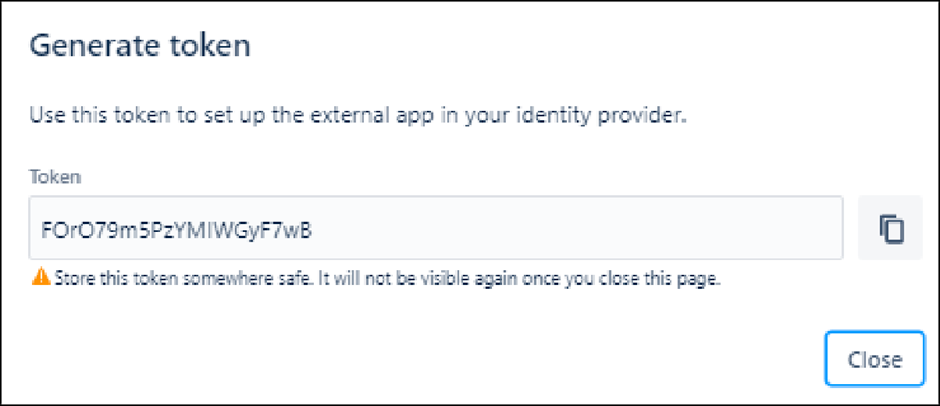 Generate token
Use this token to set up the external app in your identity provider.
Token
FOrO79m5PzYMIWGyF7wB
Store this token somewhere safe. It will not be visible again once you close this page.
Close